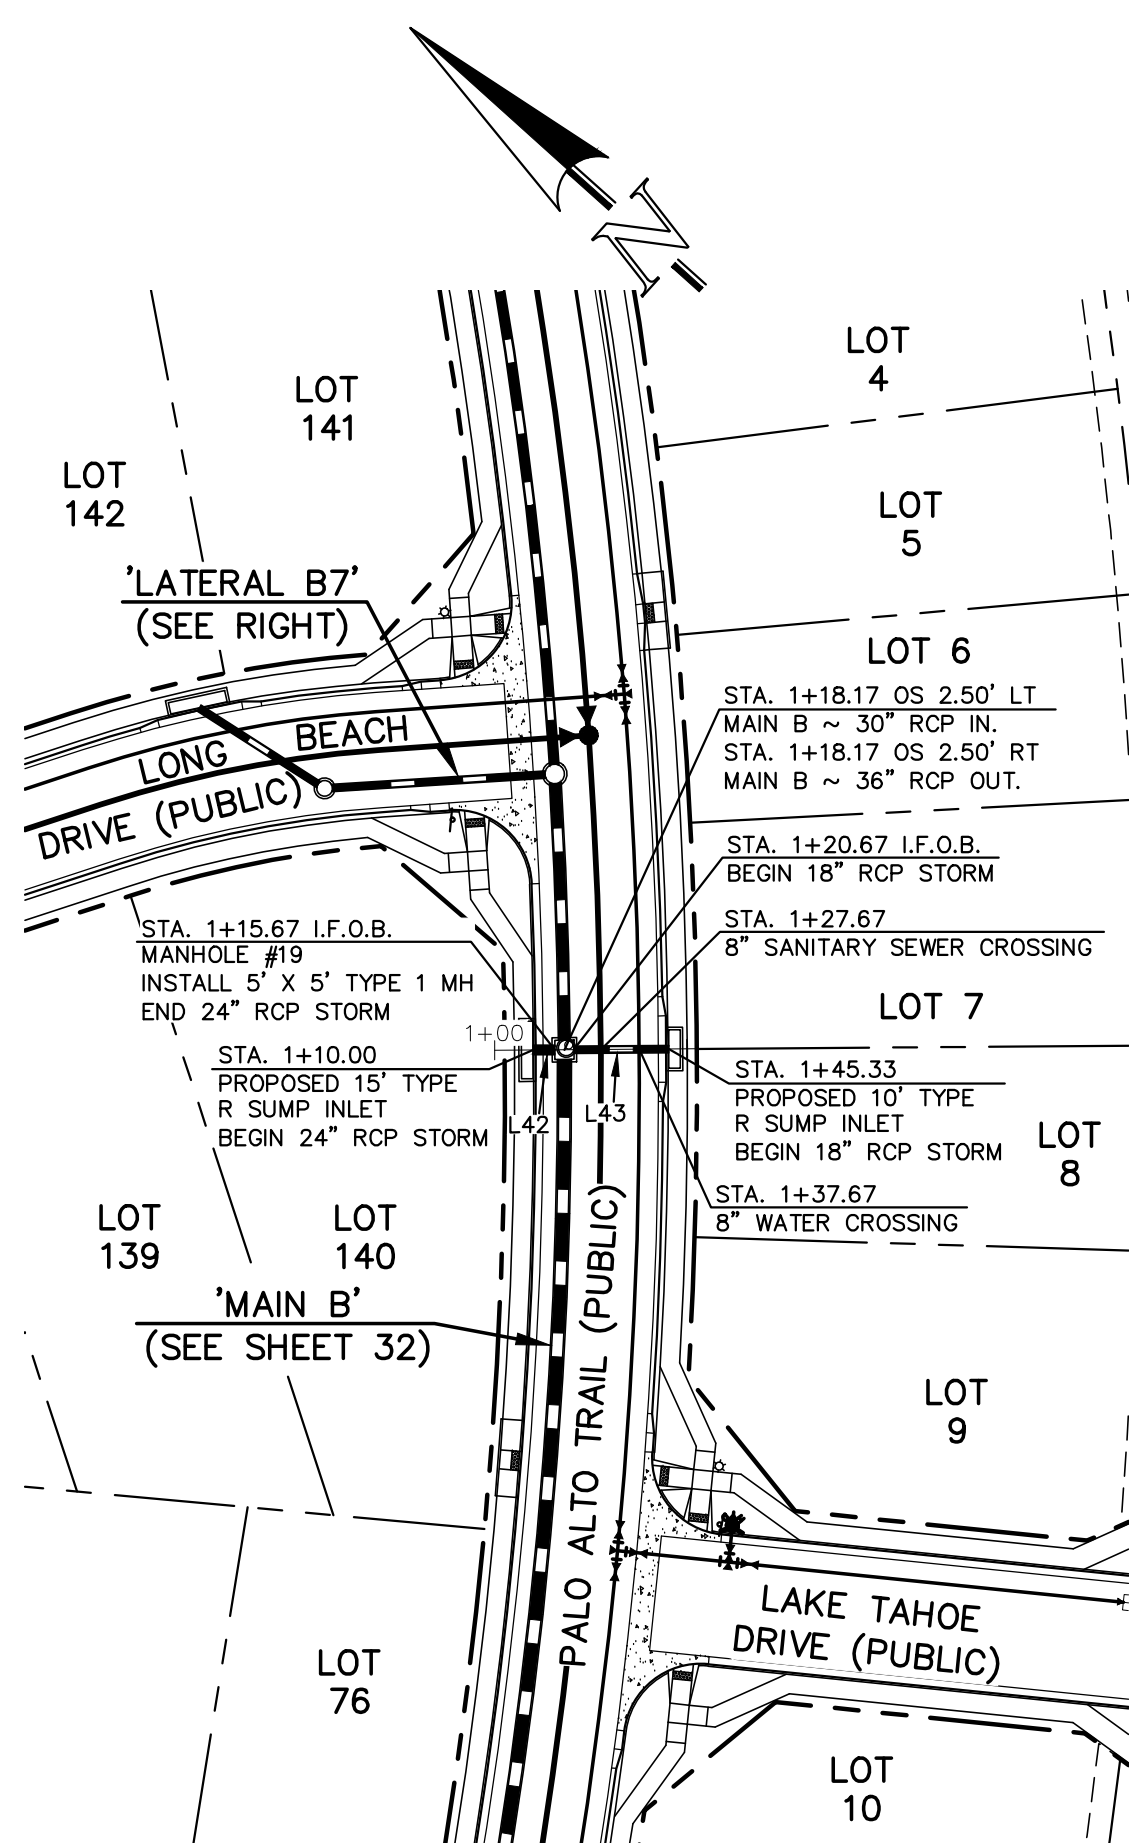 N
LOT
4
LOT
141
LOT
142
LOT
5
'LATERAL B7'
(SEE RIGHT)
LOT 6
STA. 1+18.17 OS 2.50' LT
MAIN B ~ 30" RCP IN.
STA. 1+18.17 OS 2.50' RT
MAIN B ~ 36" RCP OUT.
LONG BEACH
DRIVE (PUBLIC)
STA. 1+20.67 I.F.O.B.
BEGIN 18" RCP STORM
STA. 1+27.67
8" SANITARY SEWER CROSSING
STA. 1+15.67 I.F.O.B.
MANHOLE #19
INSTALL 5' X 5' TYPE 1 MH
END 24" RCP STORM
LOT 7
1+00
STA. 1+10.00
PROPOSED 15' TYPE
R SUMP INLET
BEGIN 24" RCP STORM
L42
L43
STA. 1+45.33
PROPOSED 10' TYPE
R SUMP INLET
BEGIN 18" RCP STORM
LOT
8
STA. 1+37.67
8" WATER CROSSING
LOT
139
LOT
140
'MAIN B'
(SEE SHEET 32)
PALO ALTO TRAIL (PUBLIC)
LOT
9
LAKE TAHOE
DRIVE (PUBLIC)
LOT
76
LOT
10